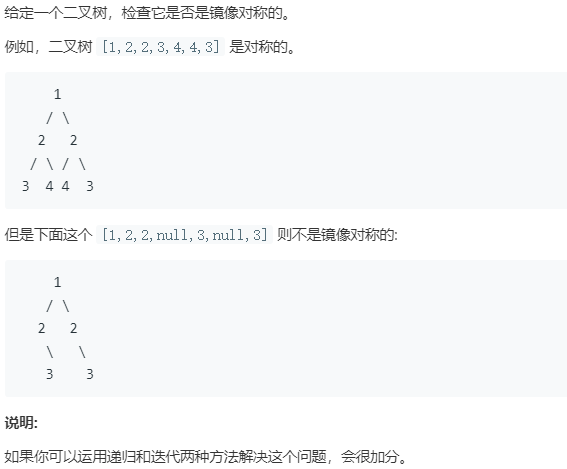 给定一个二叉树，检查它是否是镜像对称的。
例如，二叉树 [1,2,2,3,4,4,3] 是对称的。
    1
   / \
  2   2
 / \ / \
3  4 4  3
但是下面这个 [1,2,2,null,3,null,3] 则不是镜像对称的:
    1
   / \
  2   2
   \   \
   3    3
说明:
如果你可以运用递归和迭代两种方法解决这个问题，会很加分。